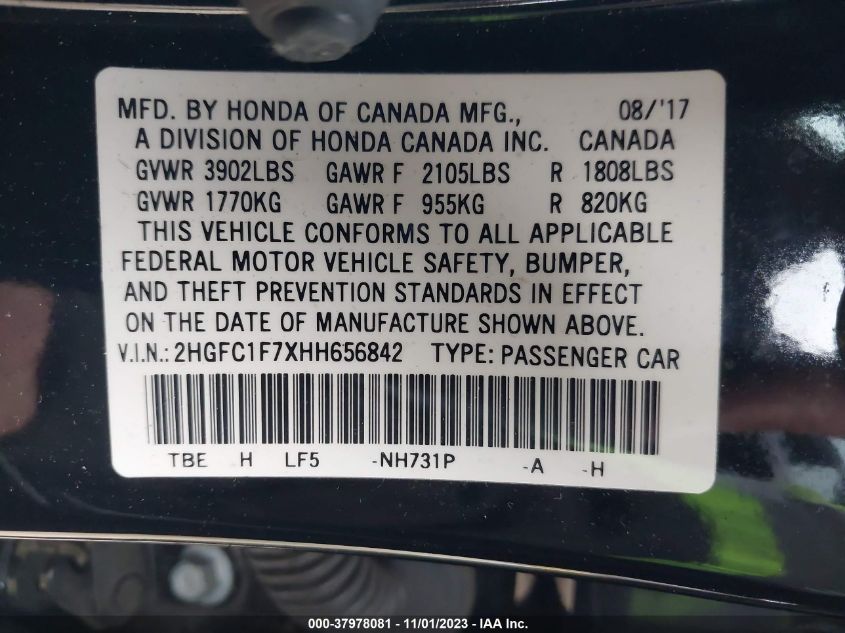 MFD. BY HONDA OF CANADA MFG., 08/'17
A DIVISION OF HONDA CANADA INC. CANADA
GVWR 3902LBS GAWR F 2105LBS R 1808LBS
GVWR 1770KG GAWR F 955KG R 820KG
THIS VEHICLE CONFORMS TO ALL APPLICABLE
FEDERAL MOTOR VEHICLE SAFETY, BUMPER,
AND THEFT PREVENTION STANDARDS IN EFFECT
ON THE DATE OF MANUFACTURE SHOWN ABOVE.
V.I.N.: 2HGFC1F7XHH656842 TYPE: PASSENGER CAR
TBE H LF5 -NH731P -A -H
000-37978081 - 11/01/2023 - IAA Inc.